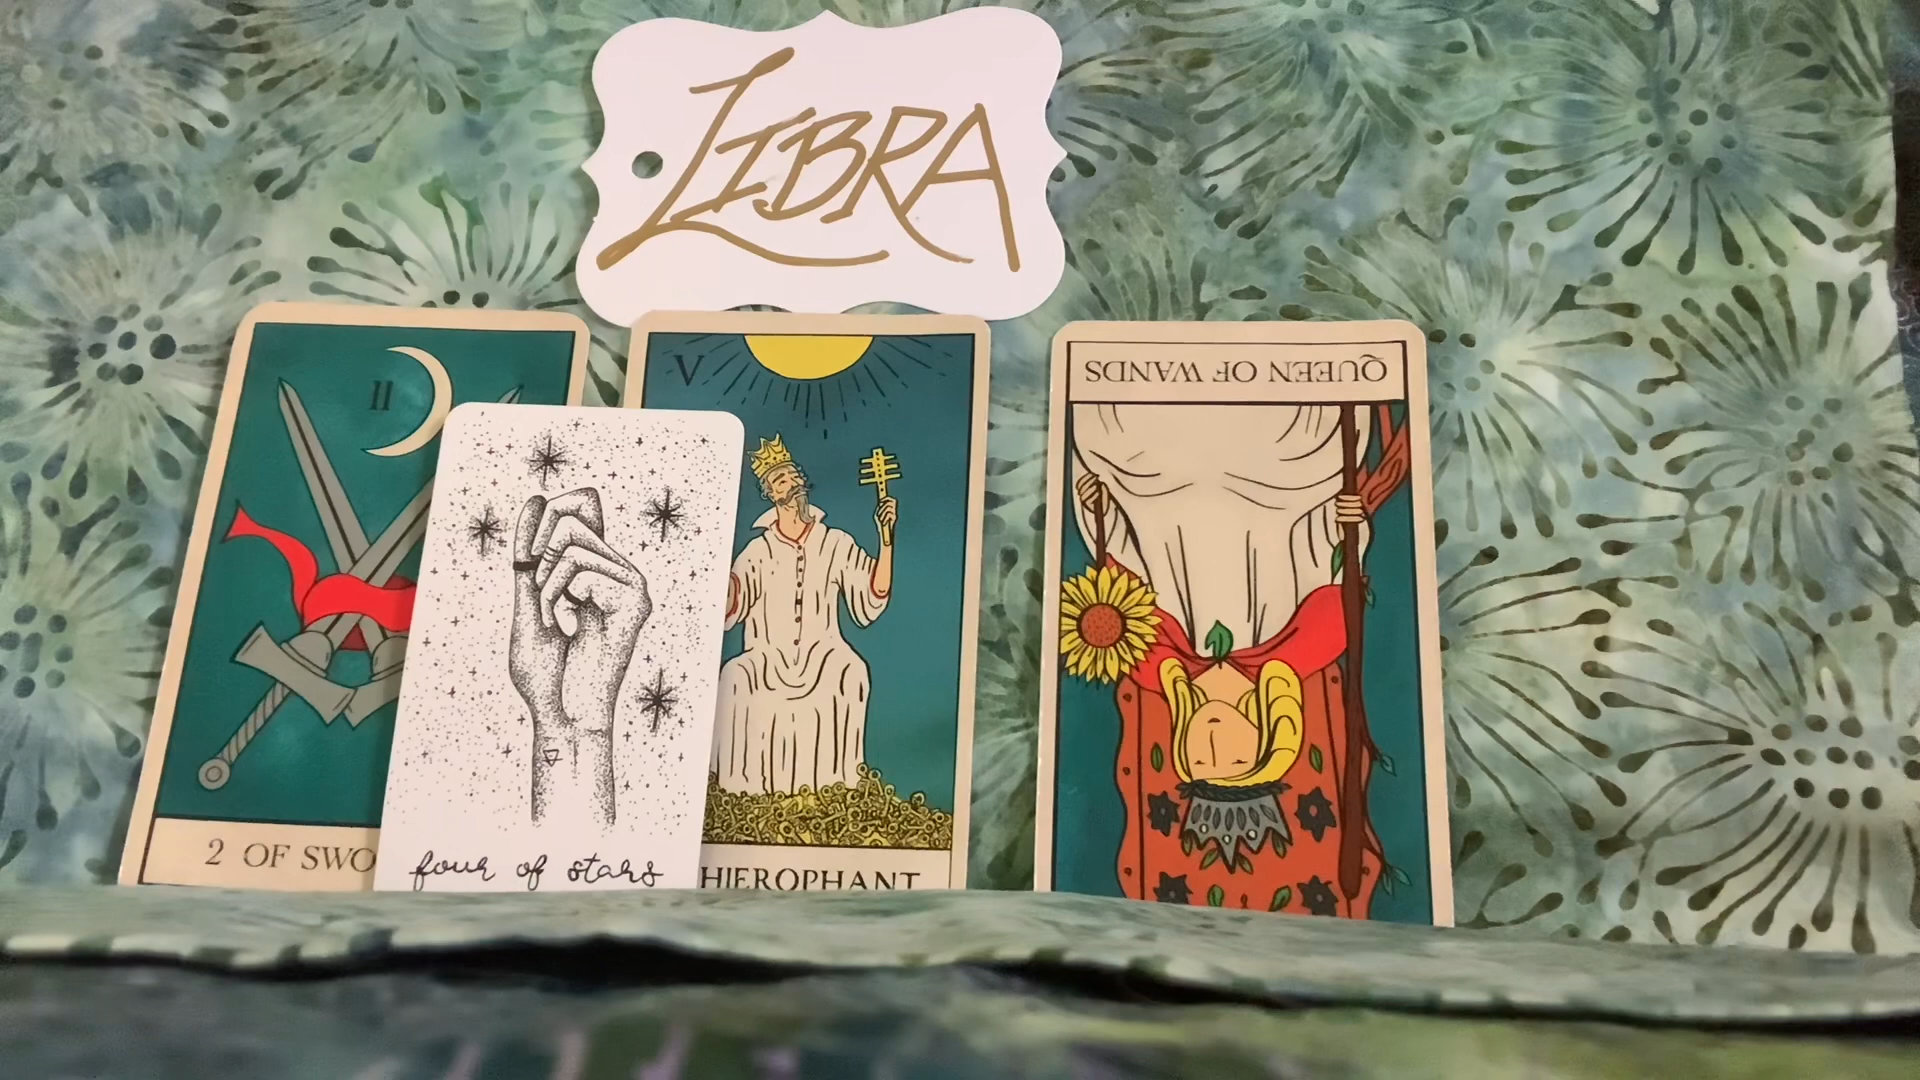 LIBRA
II
V
QUEEN OF WANDS
2 OF SWO
four of stars
HIEROPHANT